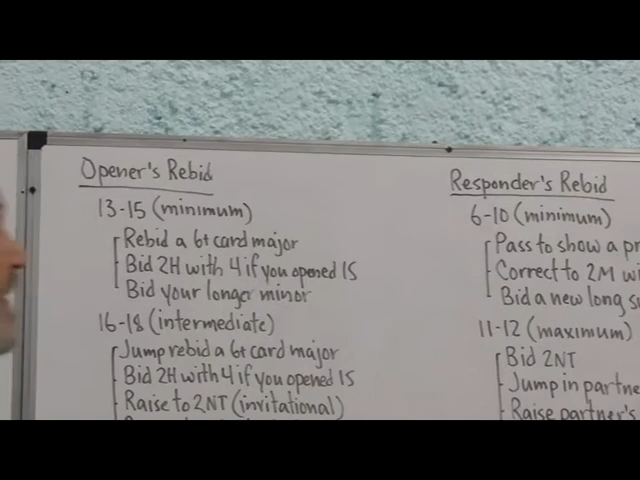 Opener's Rebid
13-15 (minimum)
Rebid a 6+ card major
Bid 2H with 4 if you opened 1S
Bid your longer minor
16-18 (intermediate)
Jump rebid a 6+ card major
Bid 2H with 4 if you opened 1S
Raise to 2NT (invitational)
Responder's Rebid
6-10 (minimum)
Pass to show a
Correct to 2M
Bid a new long
11-12 (maximum)
Bid 2NT
Jump in
Raise partner's